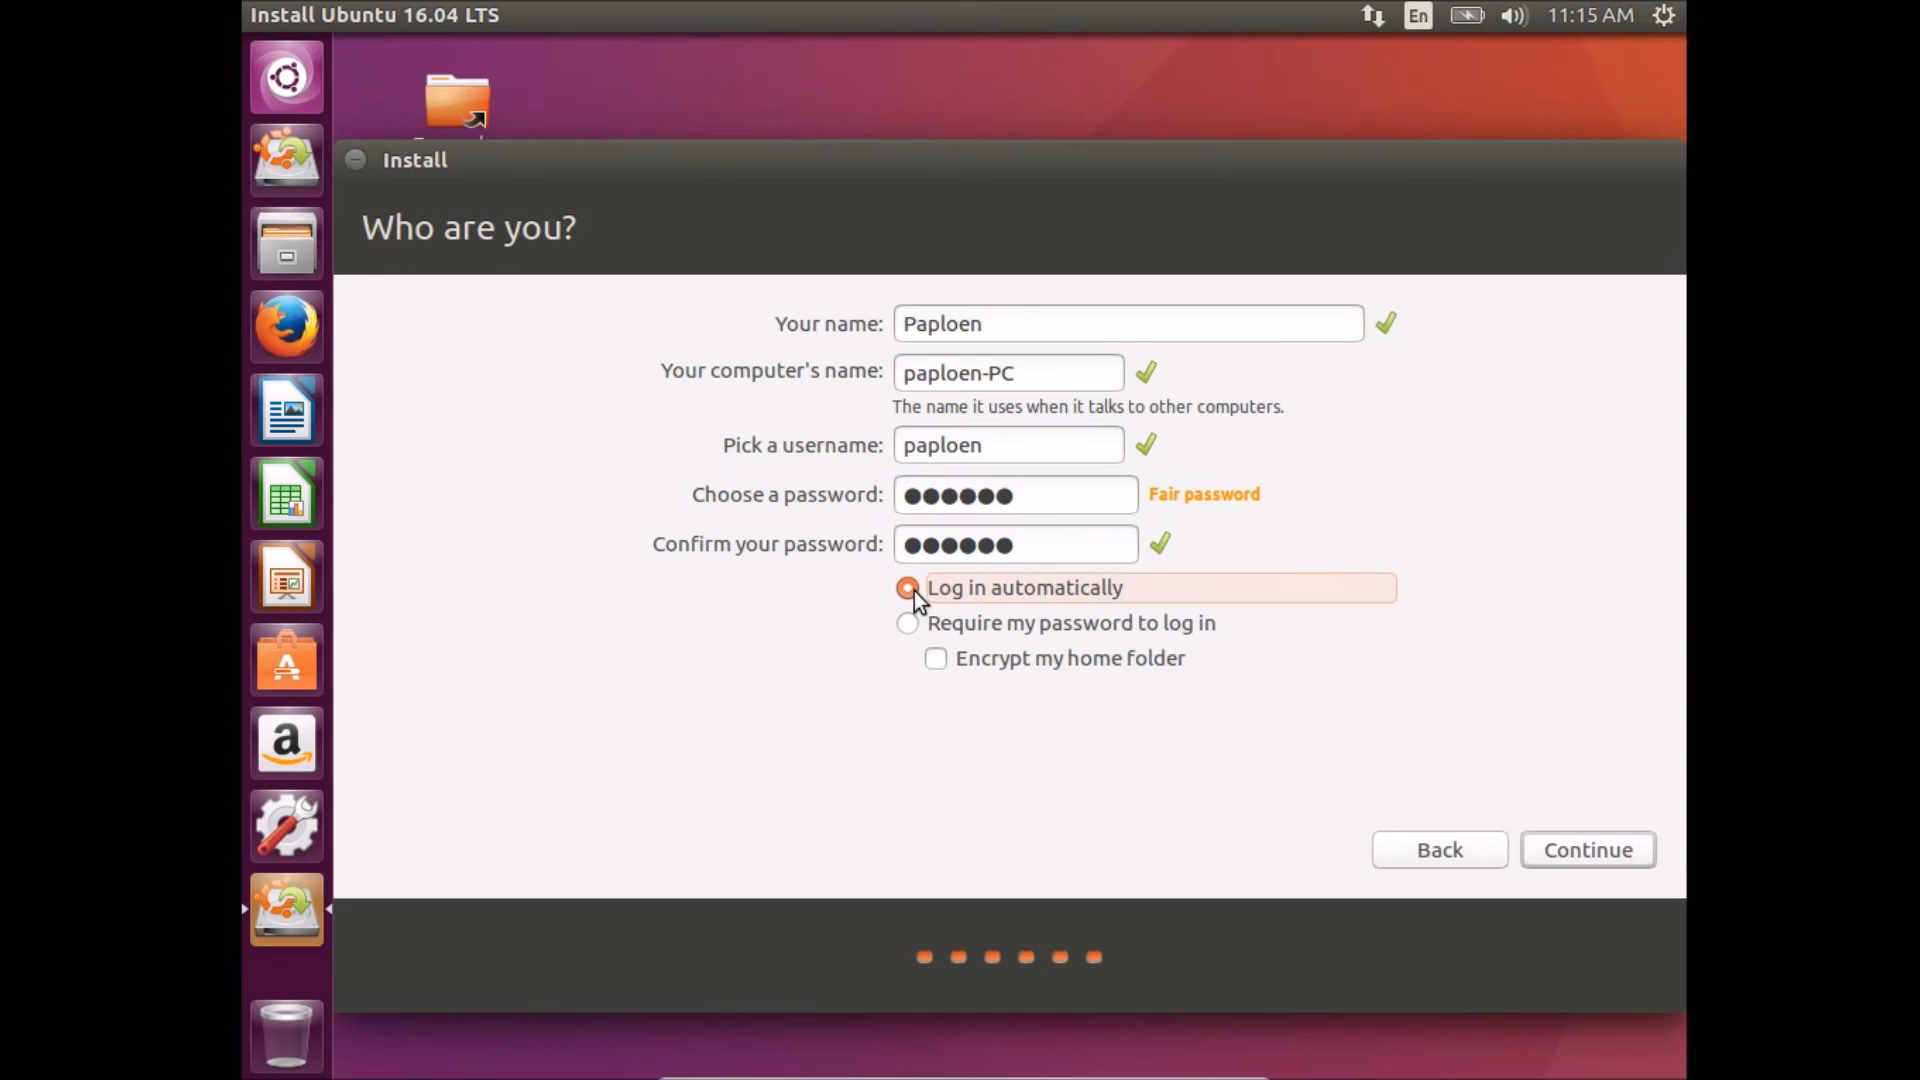 Install Ubuntu 16.04 LTS
En
11:15 AM
Install
Who are you?
Your name: Paploen
Your computer's name: paploen-PC
The name it uses when it talks to other computers.
Pick a username: paploen
Choose a password: ●●●●●● Fair password
Confirm your password: ●●●●●●
Log in automatically
Require my password to log in
Encrypt my home folder
Back
Continue